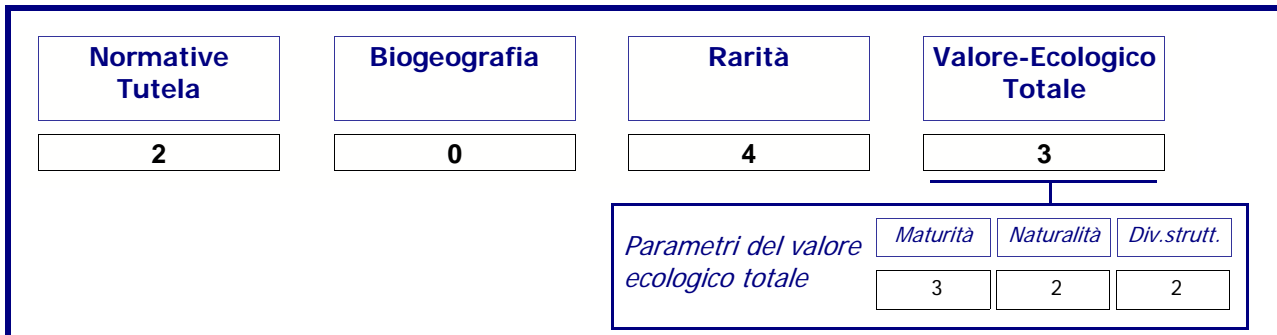 Normative Biogeografia Rarità Valore-Ecologico
Tutela Totale
2 0 4 3
Parametri del valore Maturità Naturalità Div.strutt.
ecologico totale 3 2 2